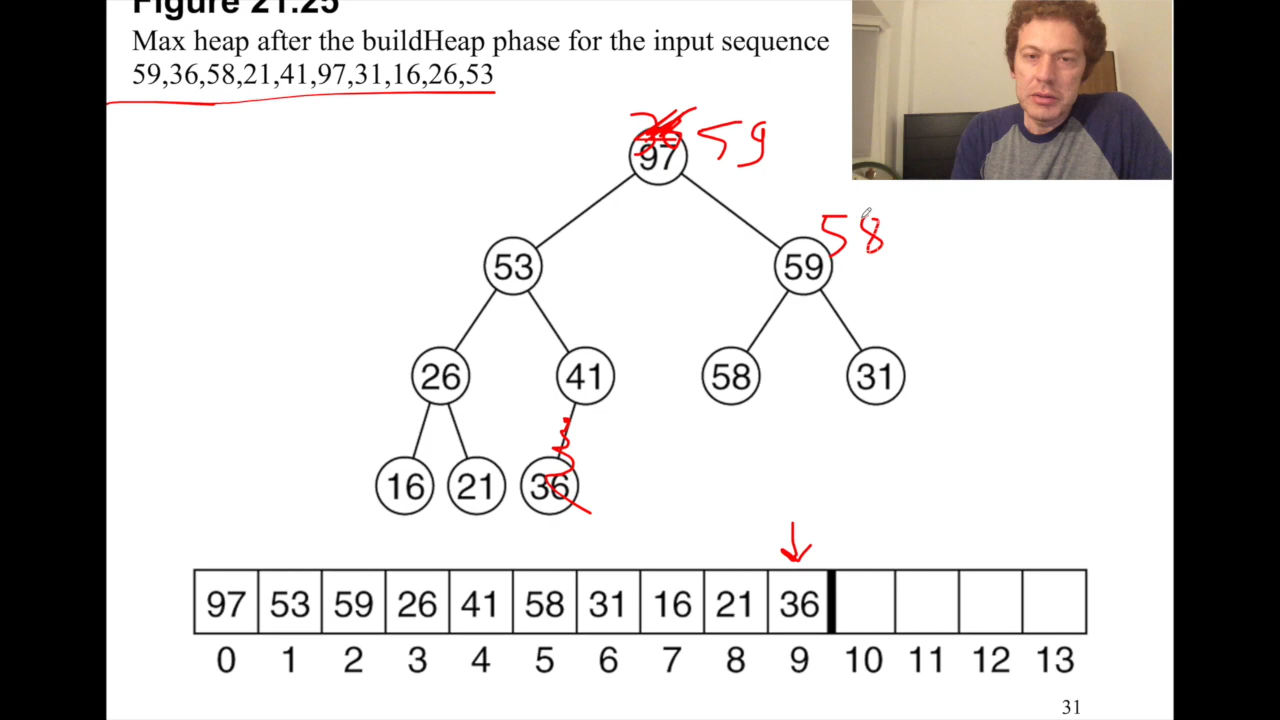 Figure 21.25
Max heap after the buildHeap phase for the input sequence
59,36,58,21,41,97,31,16,26,53
97 59
53 59 58
26 41 58 31
16 21 36
97 53 59 26 41 58 31 16 21 36
0 1 2 3 4 5 6 7 8 9 10 11 12 13
31